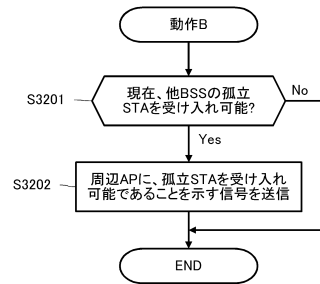 動作B
現在、他BSSの孤立
STAを受け入れ可能?
No
S3201
Yes
周辺APに、孤立STAを受け入れ
可能であることを示す信号を送信
S3202
END